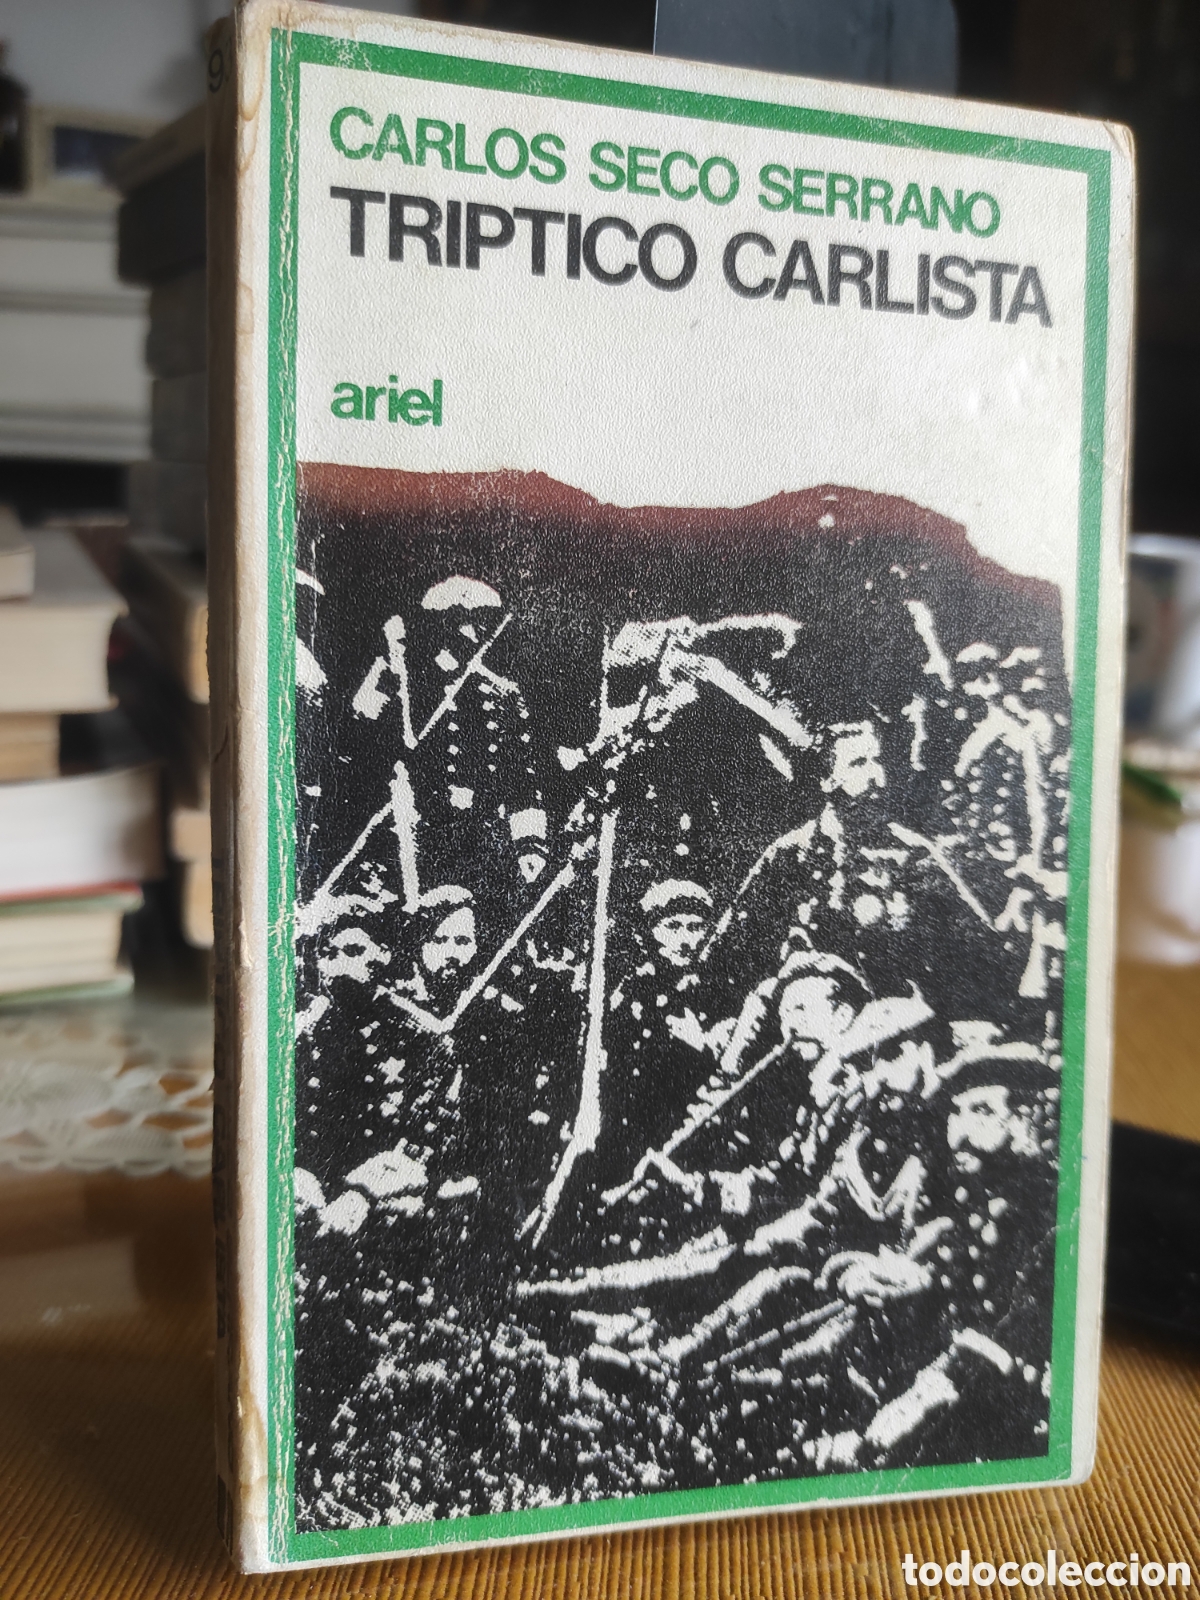 CARLOS SECO SERRANO
TRIPTICO CARLISTA
ariel
todocoleccion